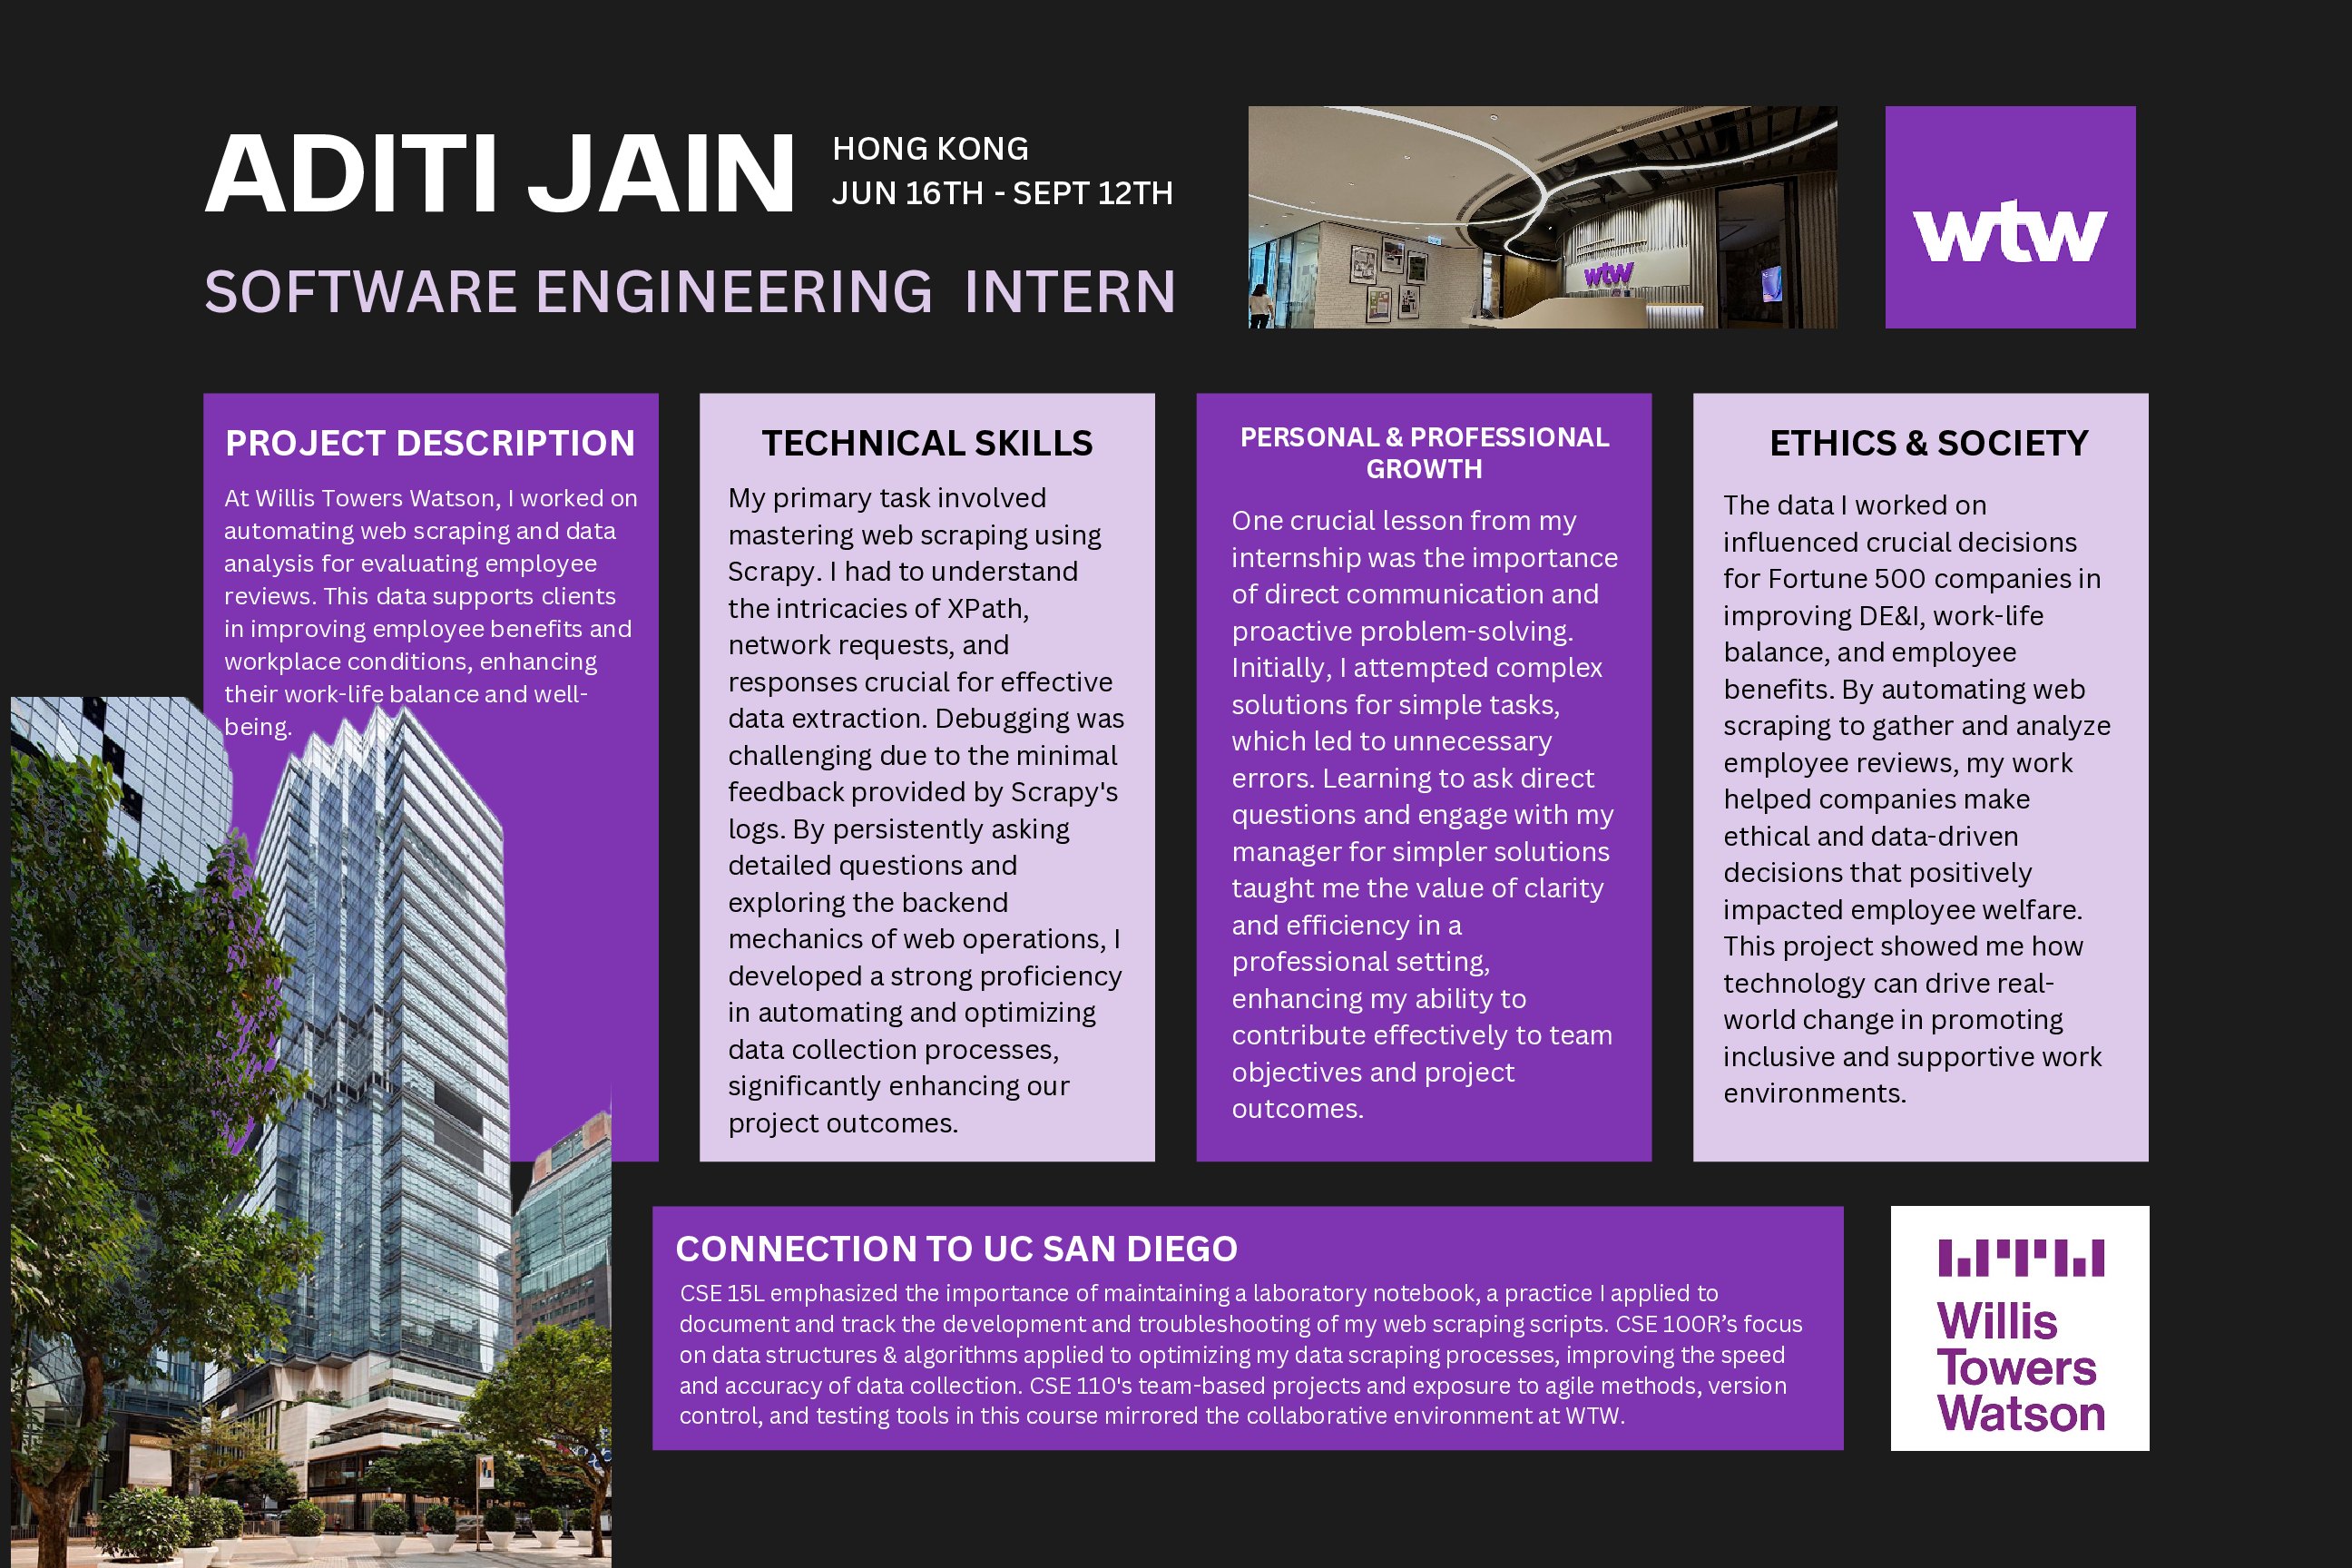 ADITI JAIN
HONG KONG
JUN 16TH - SEPT 12TH
SOFTWARE ENGINEERING INTERN
wtw
wtw
PROJECT DESCRIPTION
At Willis Towers Watson, I worked on
automating web scraping and data
analysis for evaluating employee
reviews. This data supports clients
in improving employee benefits and
workplace conditions, enhancing
their work-life balance and well-
being.
TECHNICAL SKILLS
My primary task involved
mastering web scraping using
Scrapy. I had to understand
the intricacies of XPath,
network requests, and
responses crucial for effective
data extraction. Debugging was
challenging due to the minimal
feedback provided by Scrapy's
logs. By persistently asking
detailed questions and
exploring the backend
mechanics of web operations, I
developed a strong proficiency
in automating and optimizing
data collection processes,
significantly enhancing our
project outcomes.
PERSONAL & PROFESSIONAL
GROWTH
One crucial lesson from my
internship was the importance
of direct communication and
proactive problem-solving.
Initially, I attempted complex
solutions for simple tasks,
which led to unnecessary
errors. Learning to ask direct
questions and engage with my
manager for simpler solutions
taught me the value of clarity
and efficiency in a
professional setting,
enhancing my ability to
contribute effectively to team
objectives and project
outcomes.
ETHICS & SOCIETY
The data I worked on
influenced crucial decisions
for Fortune 500 companies in
improving DE&I, work-life
balance, and employee
benefits. By automating web
scraping to gather and analyze
employee reviews, my work
helped companies make
ethical and data-driven
decisions that positively
impacted employee welfare.
This project showed me how
technology can drive real-
world change in promoting
inclusive and supportive work
environments.
CONNECTION TO UC SAN DIEGO
CSE 15L emphasized the importance of maintaining a laboratory notebook, a practice I applied to
document and track the development and troubleshooting of my web scraping scripts. CSE 100R’s focus
on data structures & algorithms applied to optimizing my data scraping processes, improving the speed
and accuracy of data collection. CSE 110's team-based projects and exposure to agile methods, version
control, and testing tools in this course mirrored the collaborative environment at WTW.
Willis
Towers
Watson